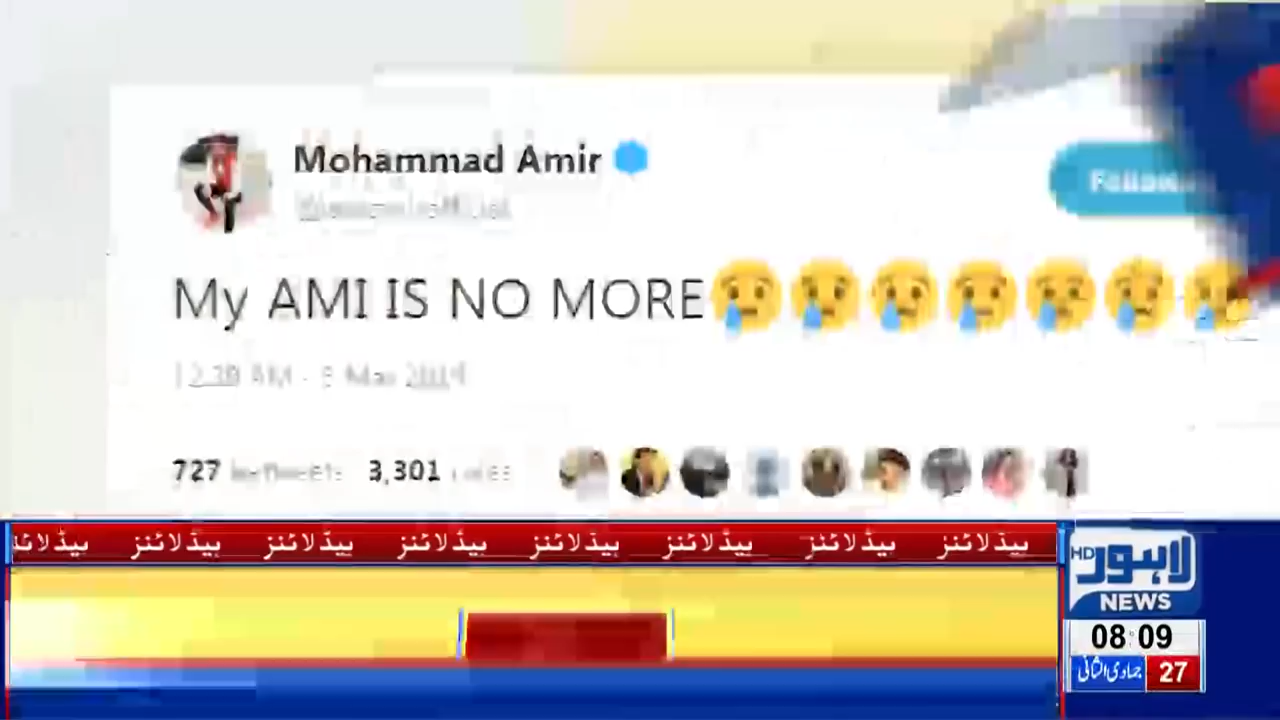 Mohammad Amir
My AMI IS NO MORE😢😢😢😢😢😢😢
727 3,301
ہیڈلائنز ہیڈلائنز ہیڈلائنز ہیڈلائنز ہیڈلائنز ہیڈلائنز ہیڈلائنز ہیڈلائنز
HD لاہور
NEWS
08:09
جمادی الثانی 27